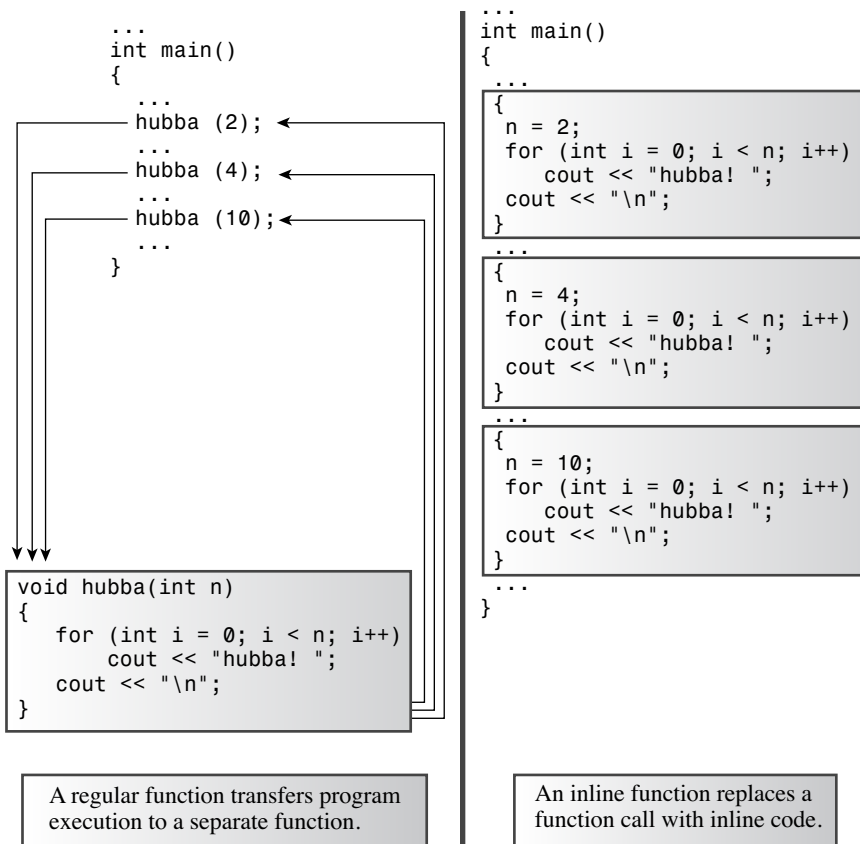 ...
int main()
{
...
hubba (2);
...
hubba (4);
...
hubba (10);
...
}
void hubba(int n)
{
for (int i = 0; i < n; i++)
cout << "hubba! ";
cout << "\n";
}
A regular function transfers program
execution to a separate function.
...
int main()
{
...
{
n = 2;
for (int i = 0; i < n; i++)
cout << "hubba! ";
cout << "\n";
}
...
{
n = 4;
for (int i = 0; i < n; i++)
cout << "hubba! ";
cout << "\n";
}
...
{
n = 10;
for (int i = 0; i < n; i++)
cout << "hubba! ";
cout << "\n";
}
...
}
An inline function replaces a
function call with inline code.